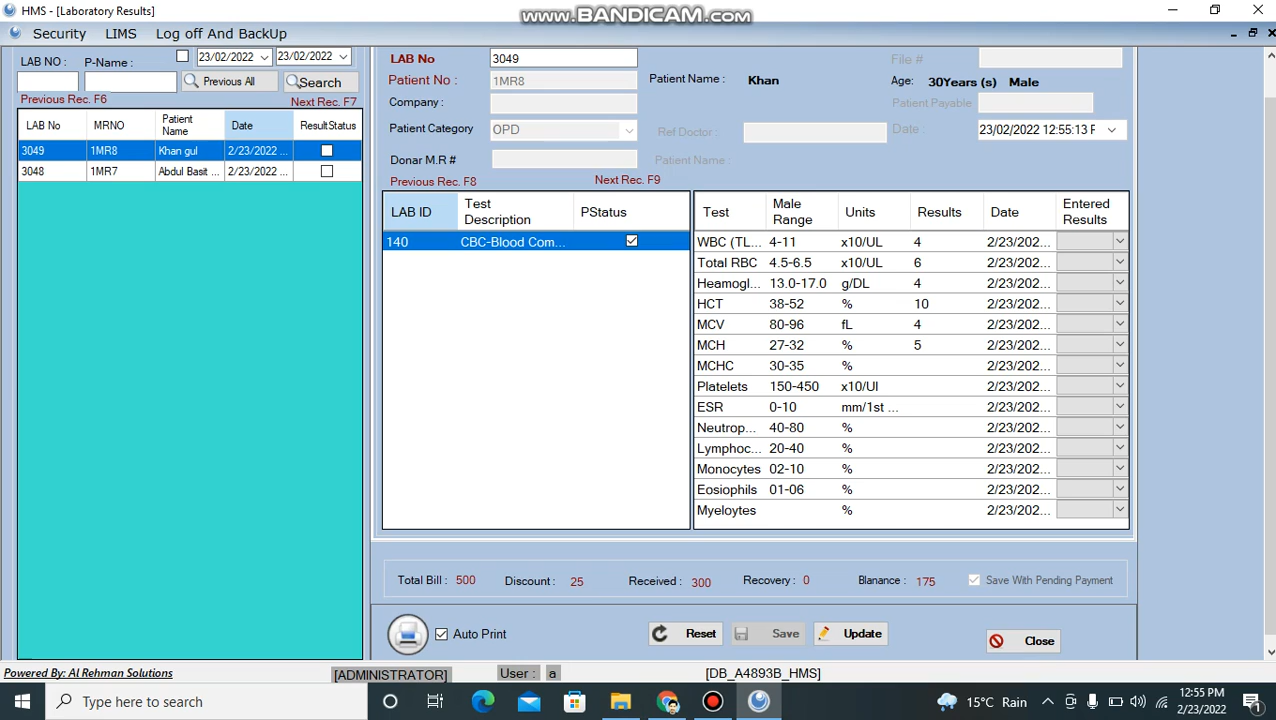 HMS - [Laboratory Results]
www.BANDICAM.com
Security LIMS Log off And BackUp
LAB NO : P-Name : 23/02/2022 23/02/2022
Previous All Search
Previous Rec. F6 Next Rec. F7
LAB No MRNO Patient Name Date ResultStatus
3049 1MR8 Khan gul 2/23/2022 ...
3048 1MR7 Abdul Basit ... 2/23/2022 ...
LAB No 3049 File #
Patient No : 1MR8 Patient Name : Khan Age: 30Years (s) Male
Company : Patient Payable
Patient Category OPD Ref Doctor : Date : 23/02/2022 12:55:13 P
Donar M.R # Patient Name :
Previous Rec. F8 Next Rec. F9
LAB ID Test Description PStatus
140 CBC-Blood Com...
Test Male Range Units Results Date Entered Results
WBC (TL... 4-11 x10/UL 4 2/23/202...
Total RBC 4.5-6.5 x10/UL 6 2/23/202...
Heamogl... 13.0-17.0 g/DL 4 2/23/202...
HCT 38-52 % 10 2/23/202...
MCV 80-96 fL 4 2/23/202...
MCH 27-32 % 5 2/23/202...
MCHC 30-35 % 2/23/202...
Platelets 150-450 x10/Ul 2/23/202...
ESR 0-10 mm/1st ... 2/23/202...
Neutrop... 40-80 % 2/23/202...
Lymphoc... 20-40 % 2/23/202...
Monocytes 02-10 % 2/23/202...
Eosiophils 01-06 % 2/23/202...
Myeloytes % 2/23/202...
Total Bill : 500 Discount : 25 Received : 300 Recovery : 0 Blanance : 175 Save With Pending Payment
Auto Print Reset Save Update Close
Powered By: Al Rehman Solutions [ADMINISTRATOR] User : a [DB_A4893B_HMS]
Type here to search
15°C Rain
12:55 PM
2/23/2022
1